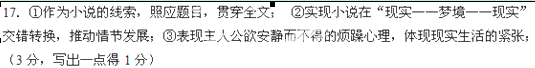 17. ①作为小说的线索，照应题目，贯穿全文； ②实现小说在“现实——梦境——现实”
交错转换，推动情节发展；③表现主人公欲安静而不得的烦躁心理，体现现实生活的紧张；
（3 分，写出一点得 1 分）